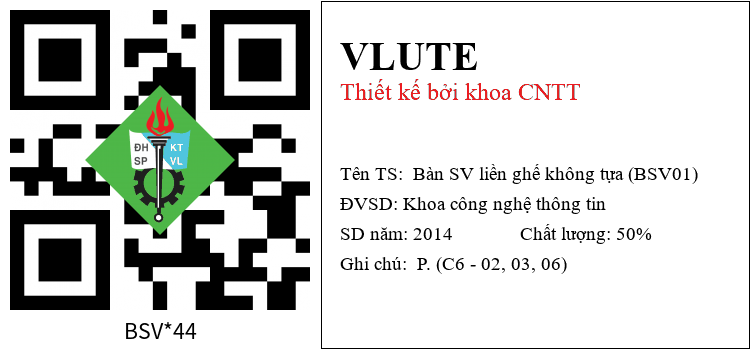 ĐH KT
SP VL
BSV*44
VLUTE
Thiết kế bởi khoa CNTT
Tên TS: Bàn SV liền ghế không tựa (BSV01)
ĐVSD: Khoa công nghệ thông tin
SD năm: 2014 Chất lượng: 50%
Ghi chú: P. (C6 - 02, 03, 06)